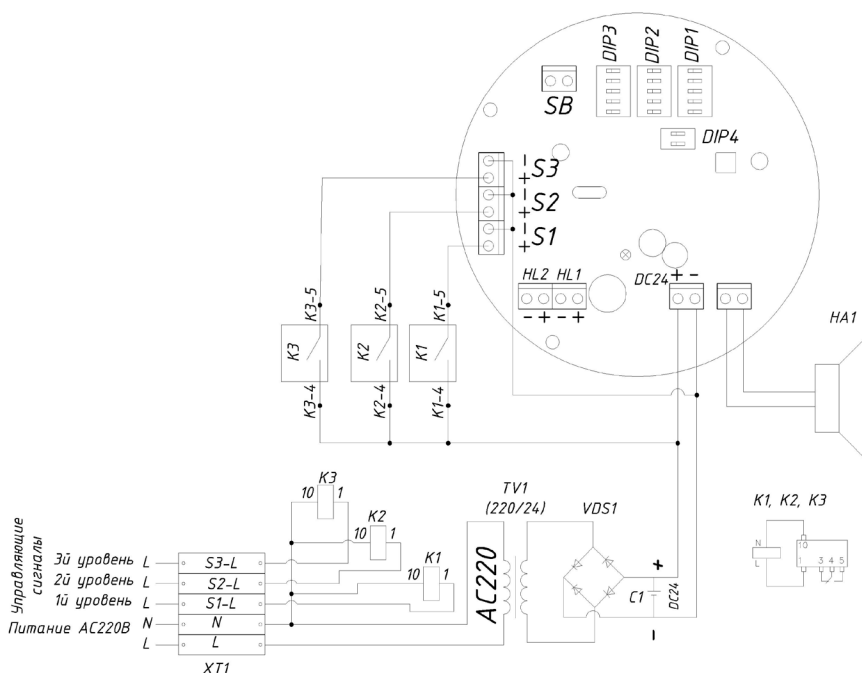 DIP3
DIP2
DIP1
SB
DIP4
- + S3
- + S2
- + S1
HL2 HL1
- + - +
DC24 + -
HA1
K3-5
K2-5
K1-5
K3
K2
K1
K3-4
K2-4
K1-4
K3
10 1
K2
10 1
K1
10 1
TV1
(220/24)
VDS1
K1, K2, K3
N
L
10
1 3 4 5
AC220
+
C1
DC24
-
Управляющие
сигналы
3й уровень L S3-L
2й уровень L S2-L
1й уровень L S1-L
Питание AC220В N N
L L
XT1